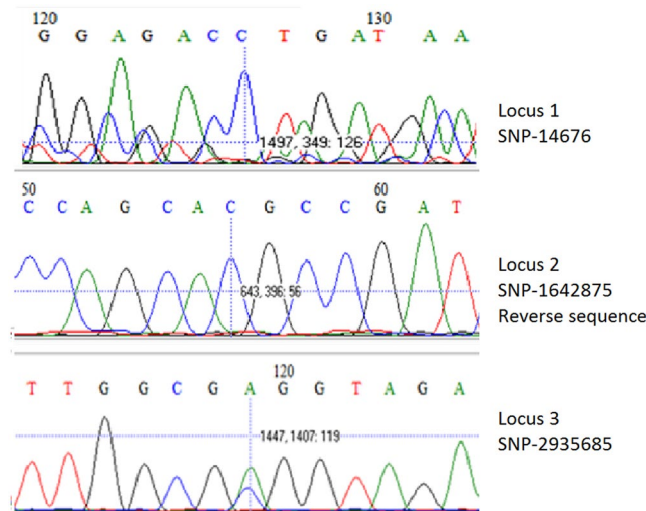 120 130
G G A G A C C T G A T A A
1497, 349: 126
Locus 1
SNP-14676
50 60
C C A G C A C G C C G A T
643, 396: 56
Locus 2
SNP-1642875
Reverse sequence
120
T T G G C G A G G T A G A
1447, 1407: 119
Locus 3
SNP-2935685